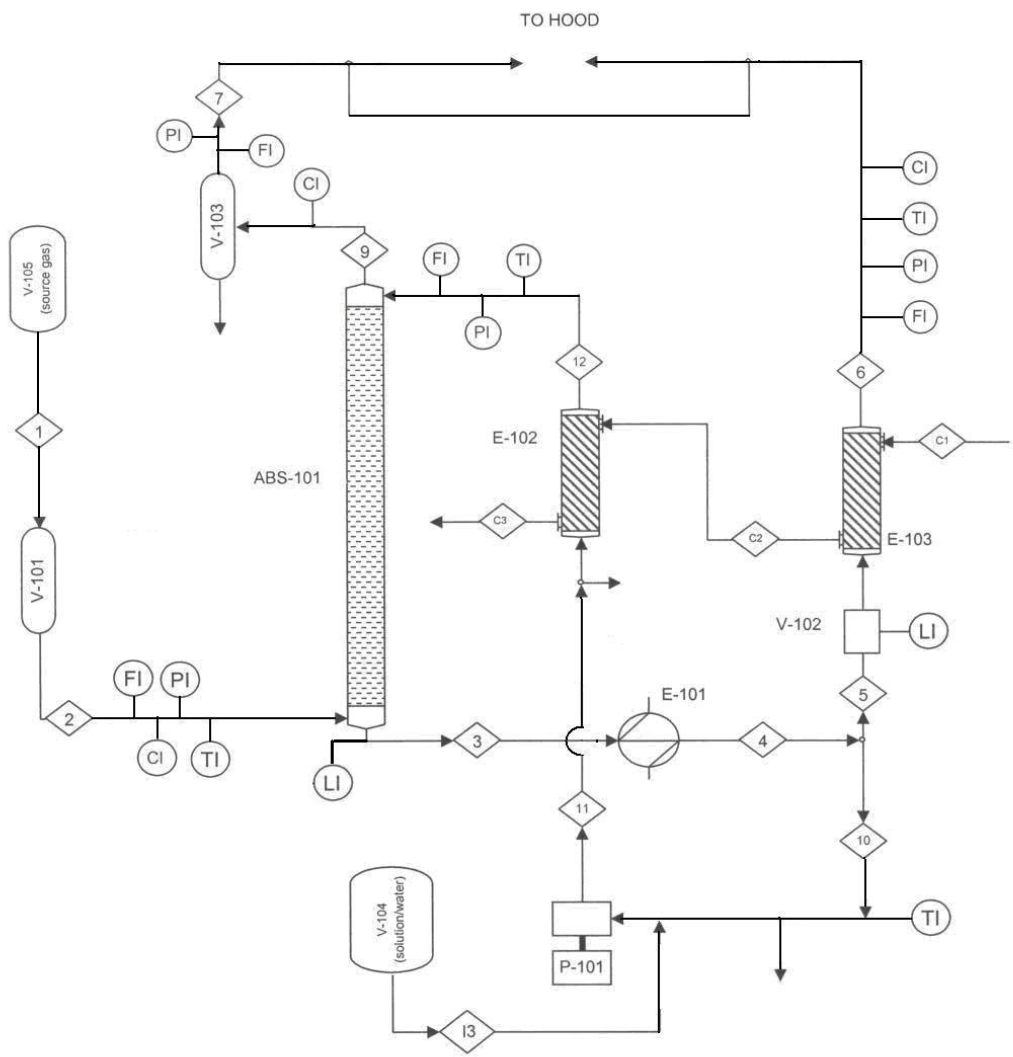 TO HOOD
7
PI
FI
CI
CI
V-103
TI
9
FI
TI
V-105
(source gas)
PI
PI
FI
12
6
1
E-102
C1
ABS-101
C3
C2
E-103
V-101
V-102
LI
FI
PI
E-101
5
2
3
4
CI
TI
LI
11
10
V-104
(solution/water)
TI
P-101
I3